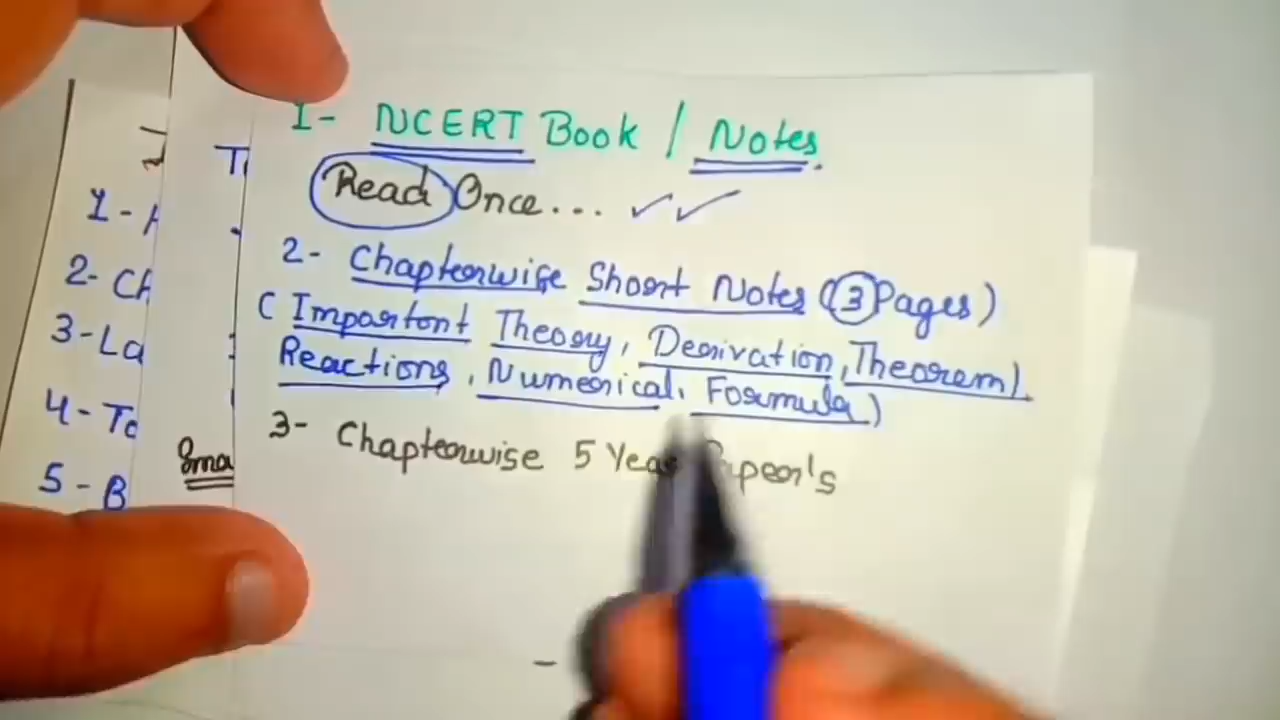 1- NCERT Book / Notes.
Read Once... ✓✓
2- Chapterwise Short Notes (3 Pages)
(Important Theory, Derivation, Theorem)
Reactions, Numerical, Formula)
3- Chapterwise 5 Year Paper's
1-
2- Ch
3-La
4- To
5- B
Sma